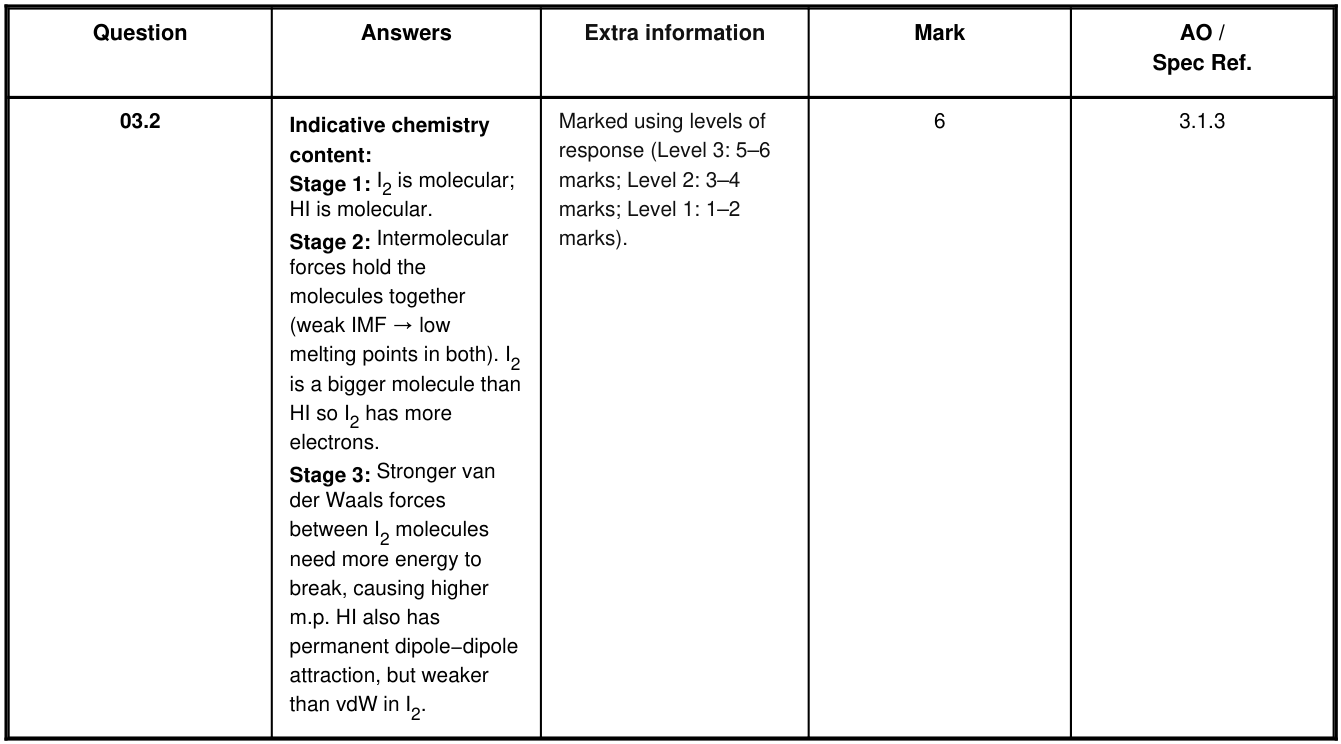 Question Answers Extra information Mark AO /
Spec Ref.
03.2
Indicative chemistry
content:
Stage 1: I2 is molecular;
HI is molecular.
Stage 2: Intermolecular
forces hold the
molecules together
(weak IMF → low
melting points in both). I2
is a bigger molecule than
HI so I2 has more
electrons.
Stage 3: Stronger van
der Waals forces
between I2 molecules
need more energy to
break, causing higher
m.p. HI also has
permanent dipole–dipole
attraction, but weaker
than vdW in I2.
Marked using levels of
response (Level 3: 5–6
marks; Level 2: 3–4
marks; Level 1: 1–2
marks).
6
3.1.3